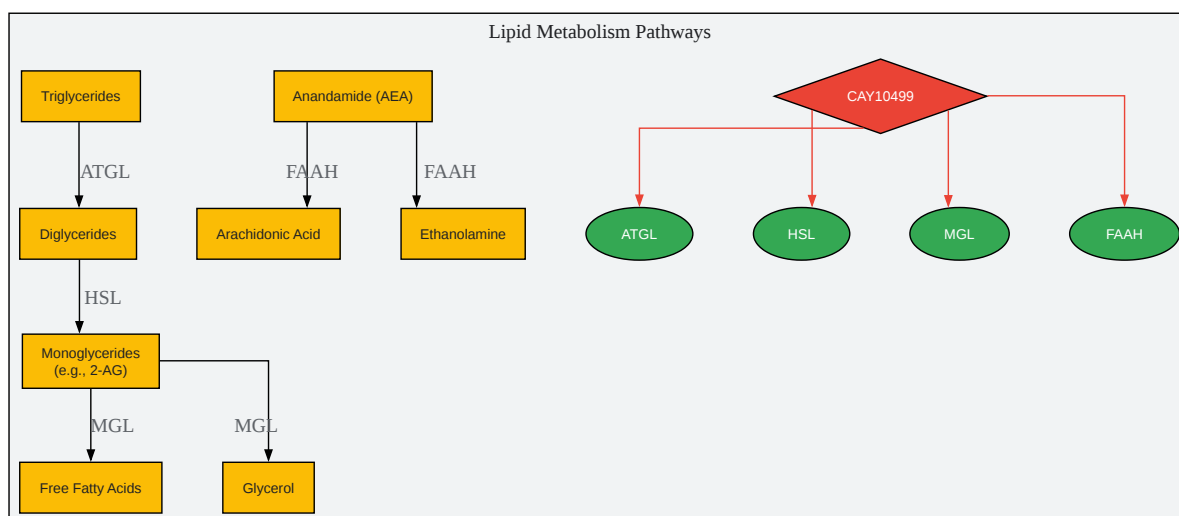 Lipid Metabolism Pathways
Triglycerides
Anandamide (AEA)
CAY10499
ATGL
FAAH
FAAH
Diglycerides
Arachidonic Acid
Ethanolamine
ATGL
HSL
MGL
FAAH
HSL
Monoglycerides
(e.g., 2-AG)
MGL
MGL
Free Fatty Acids
Glycerol